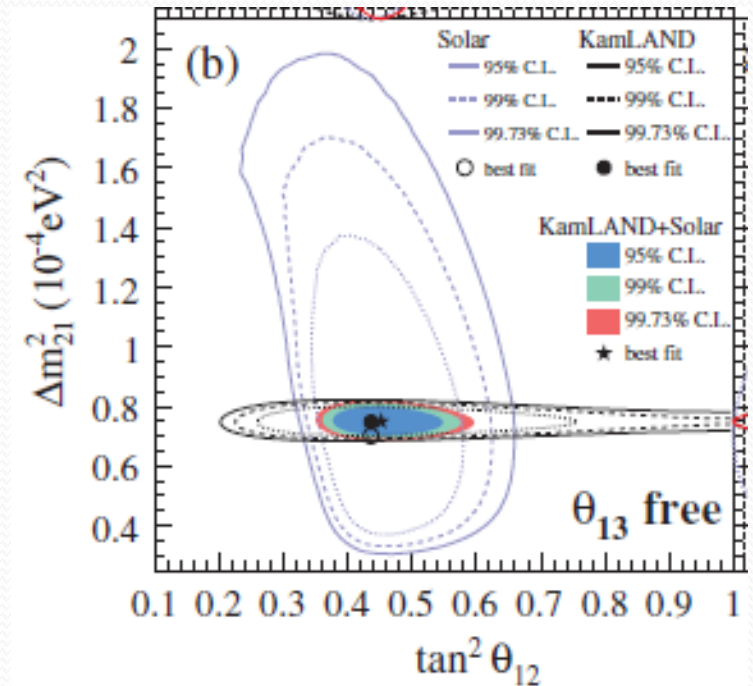 (b)
Solar KamLAND
95% C.L. 95% C.L.
99% C.L. 99% C.L.
99.73% C.L. 99.73% C.L.
best fit best fit
KamLAND+Solar
95% C.L.
99% C.L.
99.73% C.L.
best fit
θ₁₃ free
Δm²₂₁ (10⁻⁴eV²)
2
1.8
1.6
1.4
1.2
1
0.8
0.6
0.4
0.1 0.2 0.3 0.4 0.5 0.6 0.7 0.8 0.9 1
tan² θ₁₂